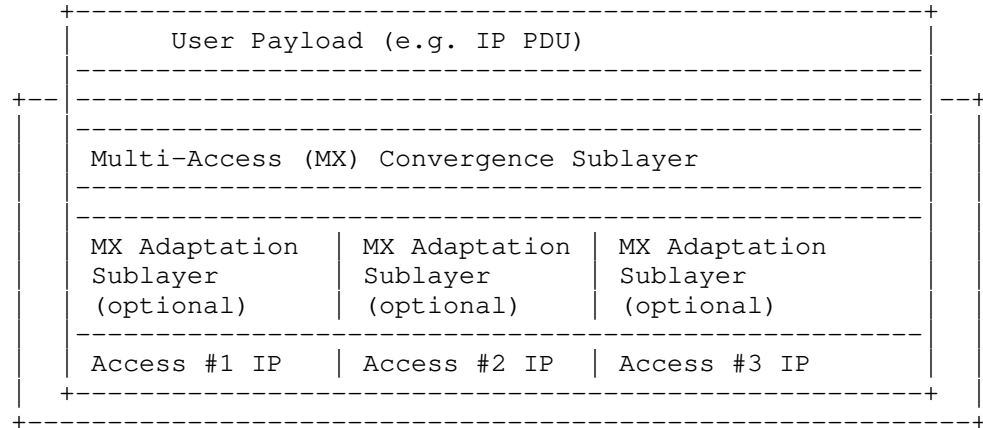 User Payload (e.g. IP PDU)
Multi-Access (MX) Convergence Sublayer
MX Adaptation | MX Adaptation | MX Adaptation
Sublayer | Sublayer | Sublayer
(optional) | (optional) | (optional)
Access #1 IP | Access #2 IP | Access #3 IP